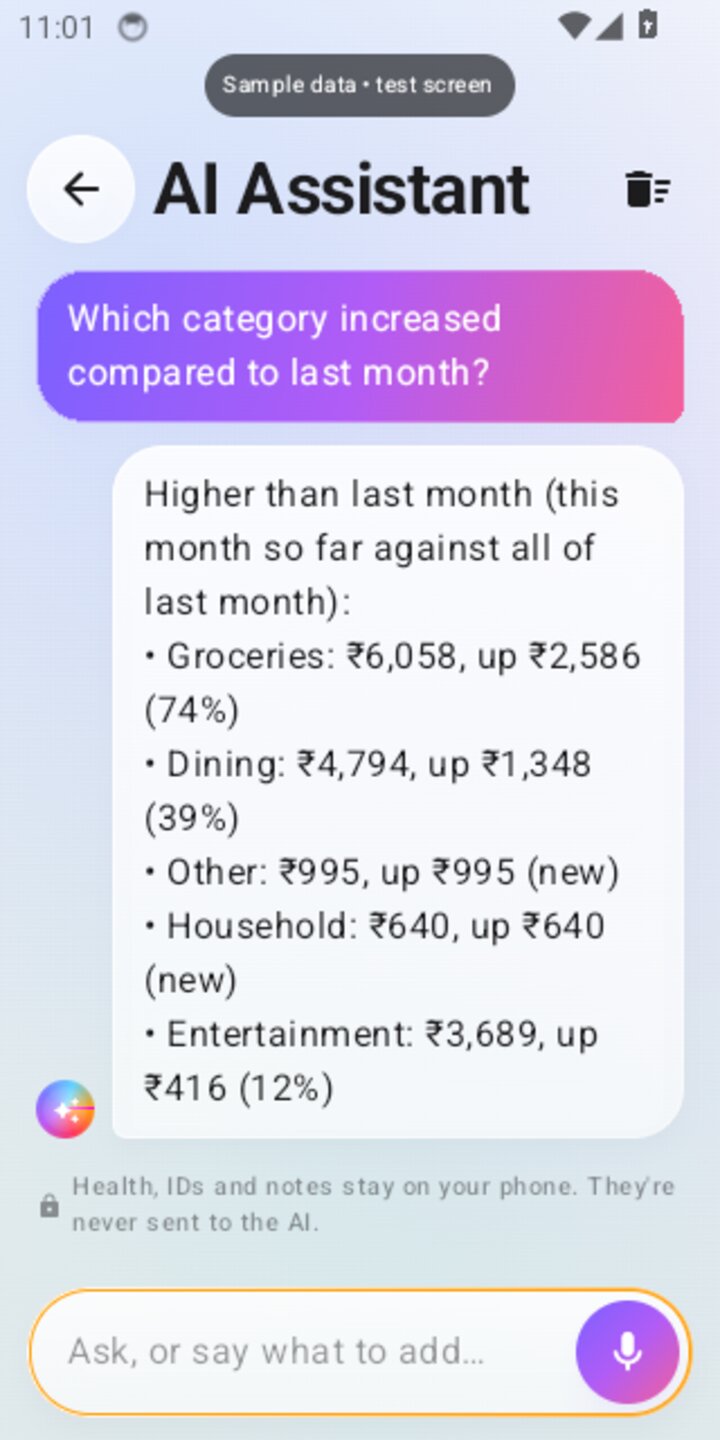 11:01
Sample data • test screen
AI Assistant
Which category increased
compared to last month?
Higher than last month (this
month so far against all of
last month):
• Groceries: ₹6,058, up ₹2,586
(74%)
• Dining: ₹4,794, up ₹1,348
(39%)
• Other: ₹995, up ₹995 (new)
• Household: ₹640, up ₹640
(new)
• Entertainment: ₹3,689, up
₹416 (12%)
Health, IDs and notes stay on your phone. They're
never sent to the AI.
Ask, or say what to add…